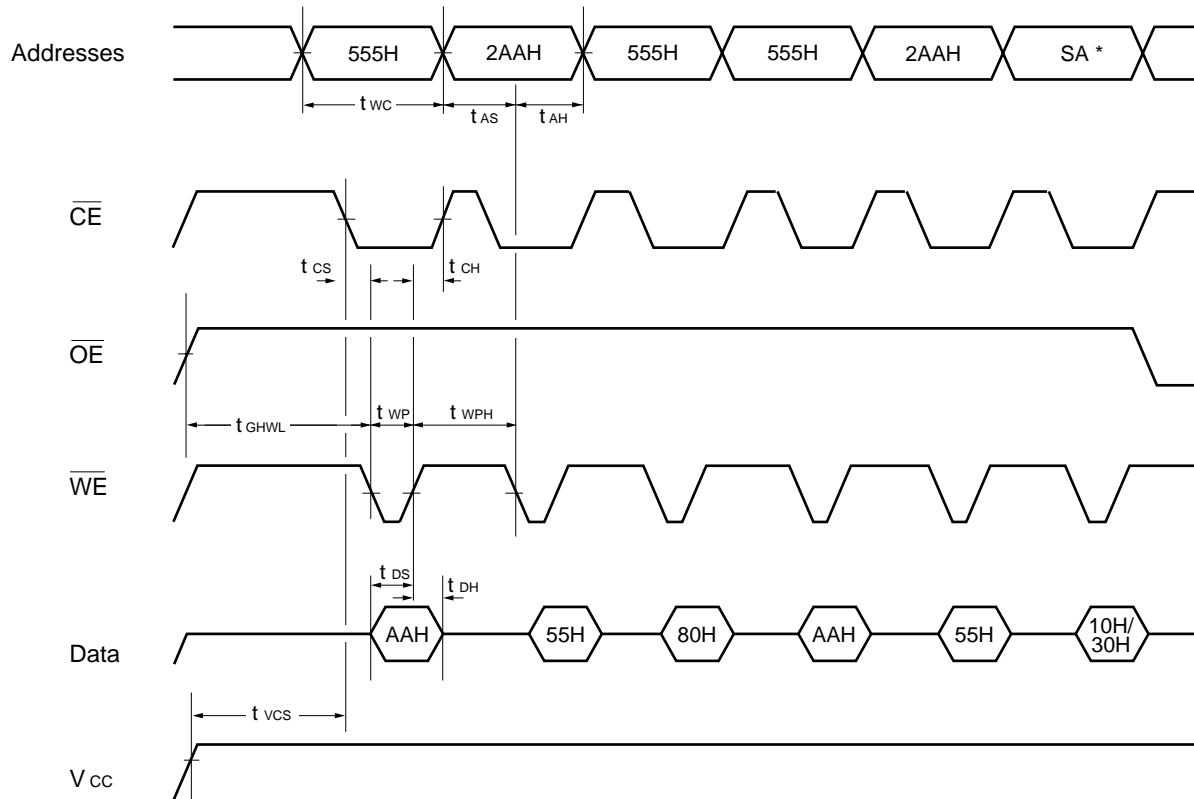 Addresses
555H 2AAH 555H 555H 2AAH SA *
t WC
t AS t AH
CE
t CS t CH
OE
t GHWL t WP t WPH
WE
t DS t DH
Data
AAH 55H 80H AAH 55H 10H/
30H
t VCS
V CC